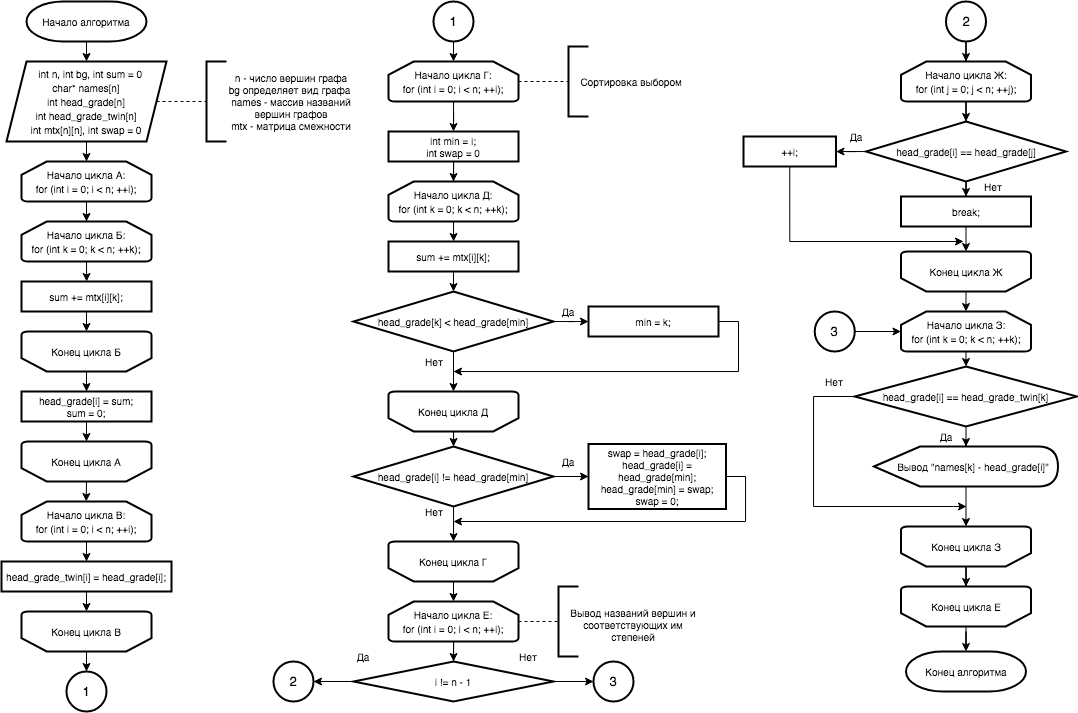 Начало алгоритма
int n, int bg, int sum = 0
char* names[n]
int head_grade[n]
int head_grade_twin[n]
int mtx[n][n], int swap = 0
n - число вершин графа
bg определяет вид графа
names - массив названий
вершин графов
mtx - матрица смежности
Начало цикла А:
for (int i = 0; i < n; ++i);
Начало цикла Б:
for (int k = 0; k < n; ++k);
sum += mtx[i][k];
Конец цикла Б
head_grade[i] = sum;
sum = 0;
Конец цикла А
Начало цикла В:
for (int i = 0; i < n; ++i);
head_grade_twin[i] = head_grade[i];
Конец цикла В
1
1
Начало цикла Г:
for (int i = 0; i < n; ++i);
Сортировка выбором
int min = i;
int swap = 0
Начало цикла Д:
for (int k = 0; k < n; ++k);
sum += mtx[i][k];
head_grade[k] < head_grade[min]
Да
min = k;
Нет
Конец цикла Д
head_grade[i] != head_grade[min]
Да
swap = head_grade[i];
head_grade[i] =
head_grade[min];
head_grade[min] = swap;
swap = 0;
Нет
Конец цикла Г
Начало цикла Е:
for (int i = 0; i < n; ++i);
Вывод названий вершин и
соответствующих им
степеней
Да
Нет
2
i != n - 1
3
2
Начало цикла Ж:
for (int j = 0; j < n; ++j);
Да
++i;
head_grade[i] == head_grade[j]
Нет
break;
Конец цикла Ж
3
Начало цикла З:
for (int k = 0; k < n; ++k);
Нет
head_grade[i] == head_grade_twin[k]
Да
Вывод "names[k] - head_grade[i]"
Конец цикла З
Конец цикла Е
Конец алгоритма